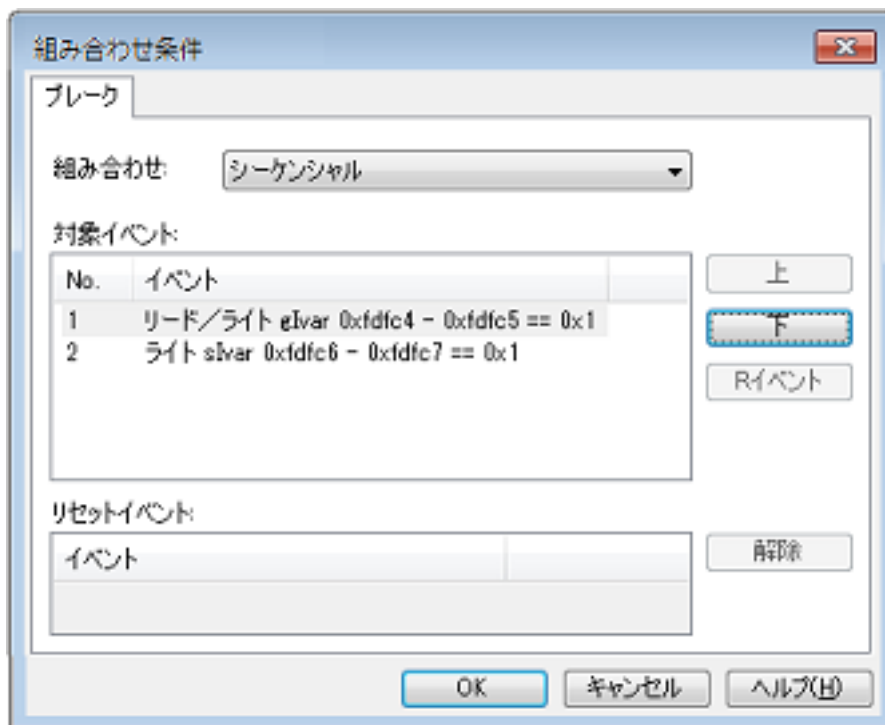 組み合わせ条件
ブレーク
組み合わせ: シーケンシャル
対象イベント:
No. イベント
1 リード/ライト gIvar 0xfdfc4 - 0xfdfc5 == 0x1
2 ライト sIvar 0xfdfc6 - 0xfdfc7 == 0x1
上
下
Rイベント
リセットイベント:
イベント
解除
OK キャンセル ヘルプ(H)